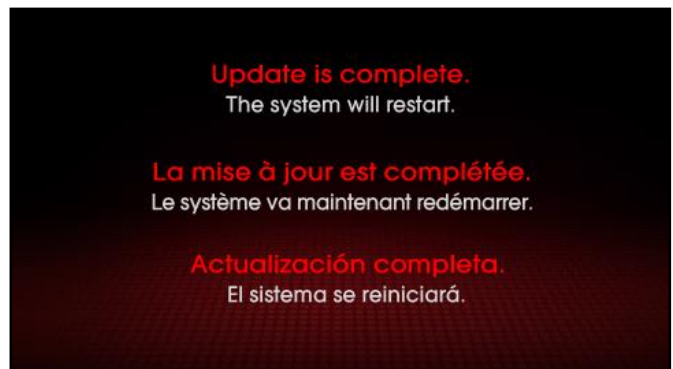 Update is complete.
The system will restart.
La mise à jour est complétée.
Le système va maintenant redémarrer.
Actualización completa.
El sistema se reiniciará.